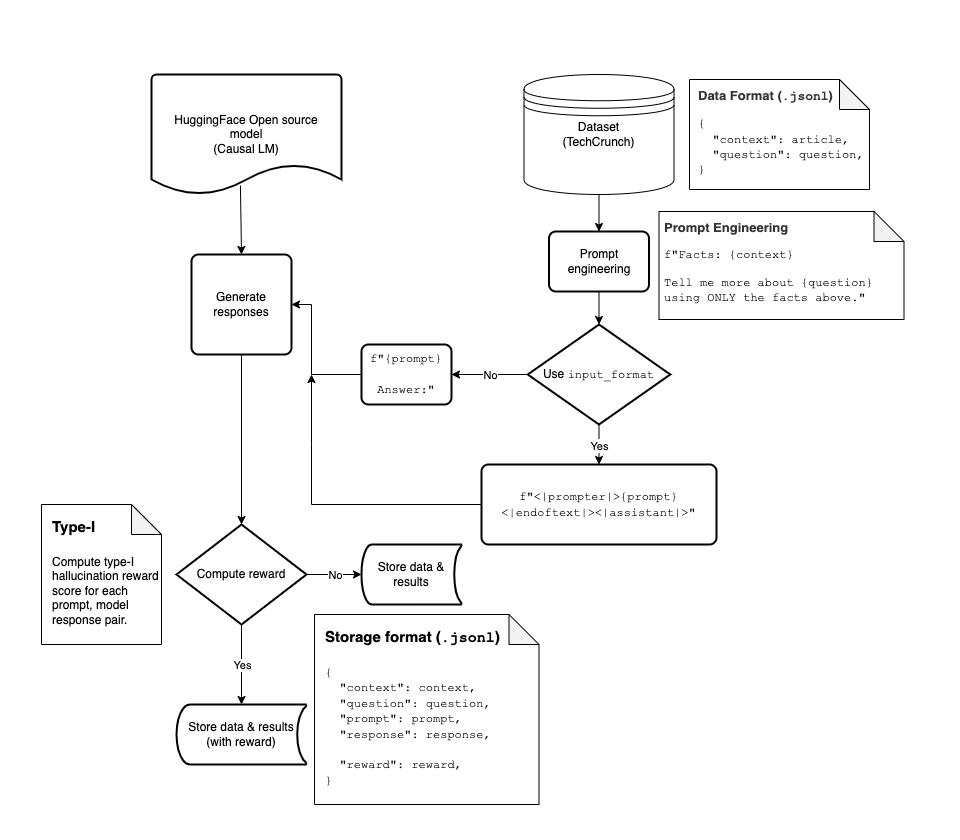 HuggingFace Open source
model
(Causal LM)
Dataset
(TechCrunch)
Data Format (.jsonl)
{
"context": article,
"question": question,
}
Prompt
engineering
Prompt Engineering
f"Facts: {context}
Tell me more about {question}
using ONLY the facts above."
Generate
responses
f"{prompt}
Answer:"
No
Use input_format
Yes
f"<|prompter|>{prompt}
<|endoftext|><|assistant|>"
Type-I
Compute type-I
hallucination reward
score for each
prompt, model
response pair.
Compute reward
No
Store data &
results
Yes
Store data & results
(with reward)
Storage format (.jsonl)
{
"context": context,
"question": question,
"prompt": prompt,
"response": response,
"reward": reward,
}